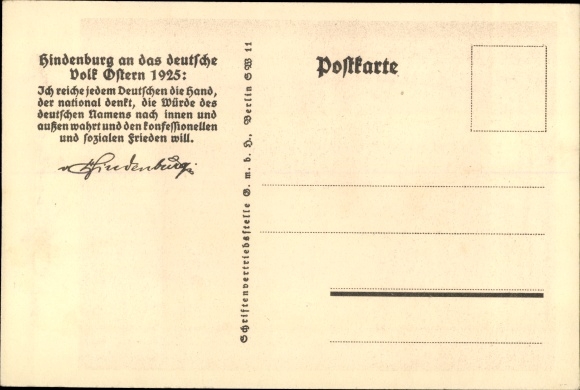 Hindenburg an das deutsche
Volk Ostern 1925:
Ich reiche jedem Deutschen die Hand,
der national denkt, die Würde des
deutschen Namens nach innen und
außen wahrt und den konfessionellen
und sozialen Frieden will.
v. Hindenburg.
Schriftenvertriebsstelle G. m. b. H., Berlin SW 11
Postkarte